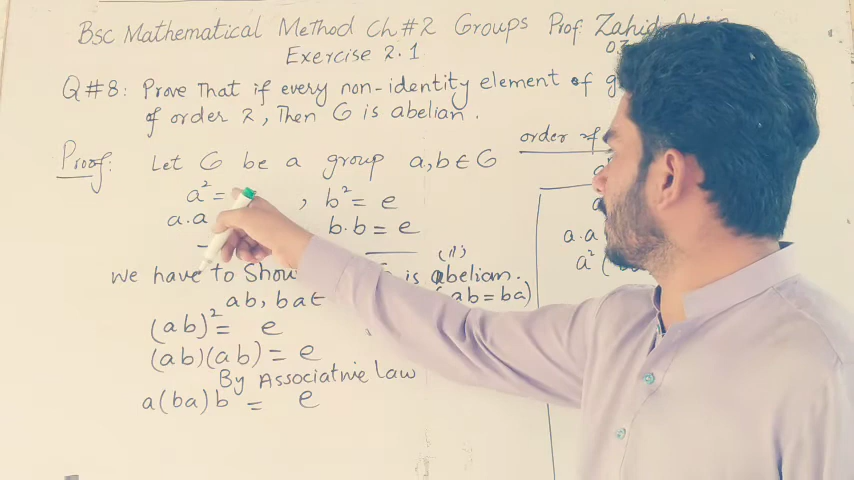 Bsc Mathematical Method Ch#2 Groups Prof. Zahid
Exercise 2.1
Q#8: Prove That if every non-identity element of
of order 2, Then G is abelian.
Proof: Let G be a group a,b∈G
a² = , b² = e
a.a b.b = e
(1)
we have to Show is abelian.
ab, ba∈ (ab = ba)
(ab)² = e
(ab)(ab) = e
By Associative Law
a(ba)b = e
order of
a.a
a²